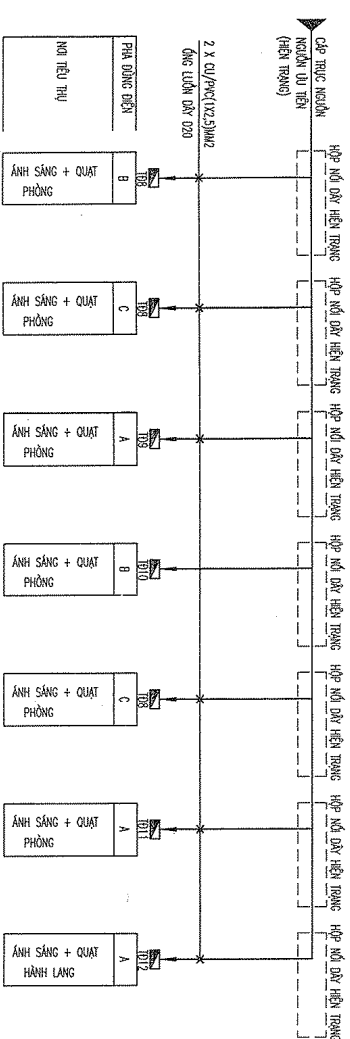 CÁP TRỤC NGUỒN
NGUỒN ƯU TIÊN
(HIỆN TRẠNG)
HỘP NỐI DÂY HIỆN TRẠNG
HỘP NỐI DÂY HIỆN TRẠNG
HỘP NỐI DÂY HIỆN TRẠNG
HỘP NỐI DÂY HIỆN TRẠNG
HỘP NỐI DÂY HIỆN TRẠNG
HỘP NỐI DÂY HIỆN TRẠNG
HỘP NỐI DÂY HIỆN TRẠNG
2 X CU/PVC(1X2,5)MM2
ỐNG LUỒN DÂY D20
TĐ8
TĐ8
TĐ9
TĐ10
TĐ8
TĐ11
TĐ12
PHA DÙNG ĐIỆN
B
C
A
B
C
A
A
NƠI TIÊU THỤ
ÁNH SÁNG + QUẠT
PHÒNG
ÁNH SÁNG + QUẠT
PHÒNG
ÁNH SÁNG + QUẠT
PHÒNG
ÁNH SÁNG + QUẠT
PHÒNG
ÁNH SÁNG + QUẠT
PHÒNG
ÁNH SÁNG + QUẠT
PHÒNG
ÁNH SÁNG + QUẠT
HÀNH LANG